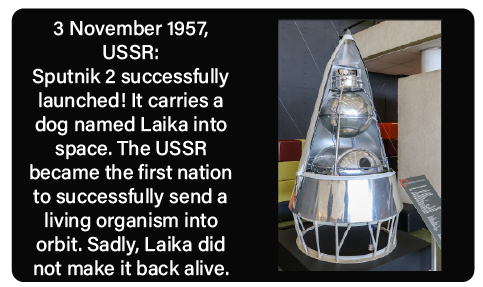 3 November 1957,
USSR:
Sputnik 2 successfully
launched! It carries a
dog named Laika into
space. The USSR
became the first nation
to successfully send a
living organism into
orbit. Sadly, Laika did
not make it back alive.